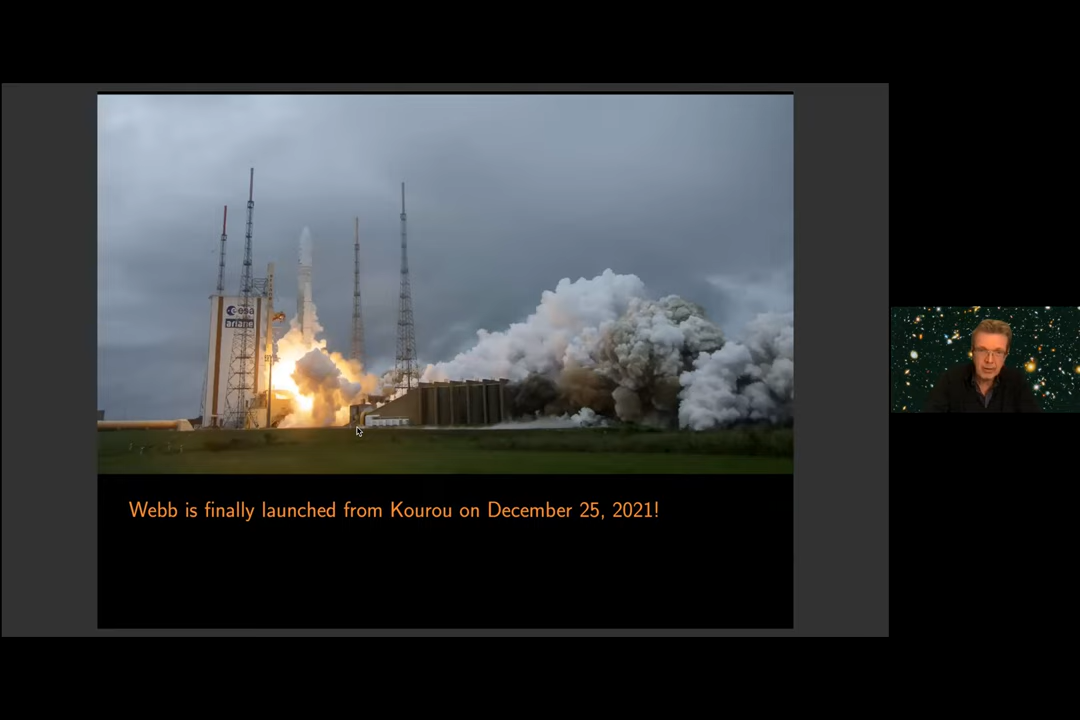 esa
ariane
Webb is finally launched from Kourou on December 25, 2021!